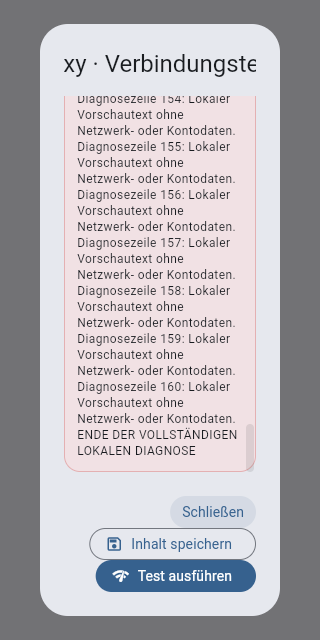 xy · Verbindungste
Diagnosezeile 154: Lokaler
Vorschautext ohne
Netzwerk- oder Kontodaten.
Diagnosezeile 155: Lokaler
Vorschautext ohne
Netzwerk- oder Kontodaten.
Diagnosezeile 156: Lokaler
Vorschautext ohne
Netzwerk- oder Kontodaten.
Diagnosezeile 157: Lokaler
Vorschautext ohne
Netzwerk- oder Kontodaten.
Diagnosezeile 158: Lokaler
Vorschautext ohne
Netzwerk- oder Kontodaten.
Diagnosezeile 159: Lokaler
Vorschautext ohne
Netzwerk- oder Kontodaten.
Diagnosezeile 160: Lokaler
Vorschautext ohne
Netzwerk- oder Kontodaten.
ENDE DER VOLLSTÄNDIGEN
LOKALEN DIAGNOSE
Schließen
Inhalt speichern
Test ausführen